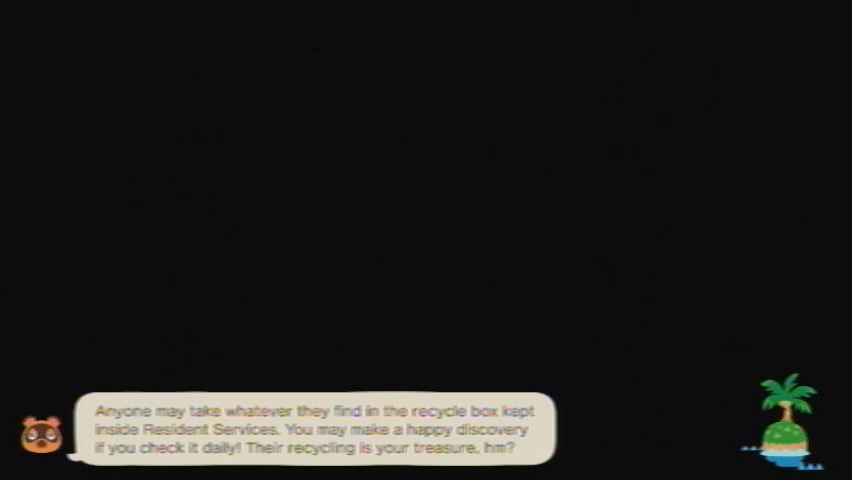 Anyone may take whatever they find in the recycle box kept
inside Resident Services. You may make a happy discovery
if you check it daily! Their recycling is your treasure, hm?